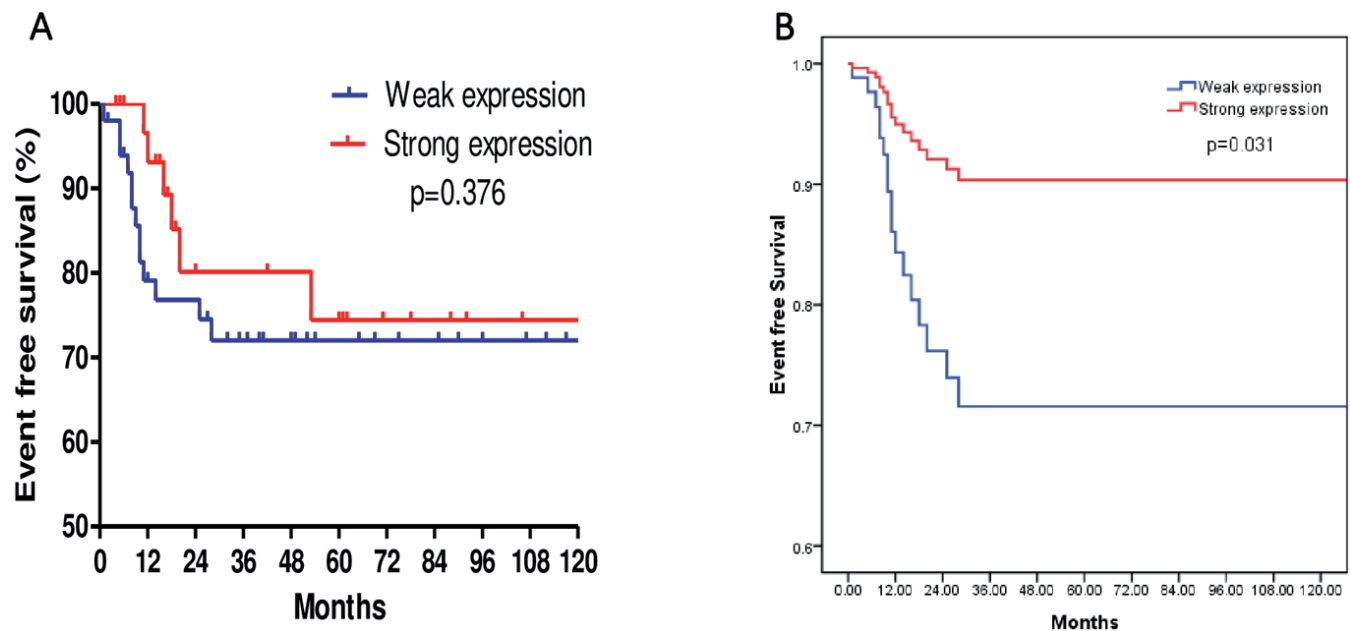 A
Weak expression
Strong expression
p=0.376
Event free survival (%)
100
90
80
70
60
50
0 12 24 36 48 60 72 84 96 108 120
Months
B
Weak expression
Strong expression
p=0.031
Event free Survival
1.0
0.9
0.8
0.7
0.6
0.00 12.00 24.00 36.00 48.00 60.00 72.00 84.00 96.00 108.00 120.00
Months